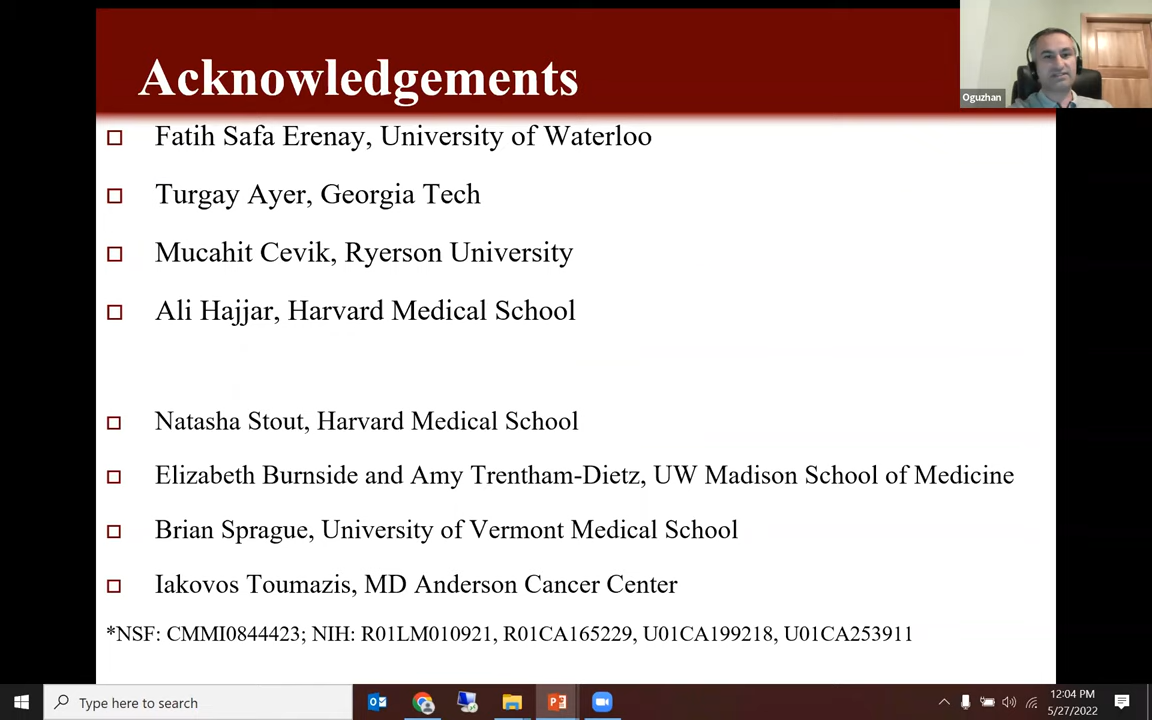 Acknowledgements
Oguzhan
Fatih Safa Erenay, University of Waterloo
Turgay Ayer, Georgia Tech
Mucahit Cevik, Ryerson University
Ali Hajjar, Harvard Medical School
Natasha Stout, Harvard Medical School
Elizabeth Burnside and Amy Trentham-Dietz, UW Madison School of Medicine
Brian Sprague, University of Vermont Medical School
Iakovos Toumazis, MD Anderson Cancer Center
*NSF: CMMI0844423; NIH: R01LM010921, R01CA165229, U01CA199218, U01CA253911
Type here to search
12:04 PM
5/27/2022